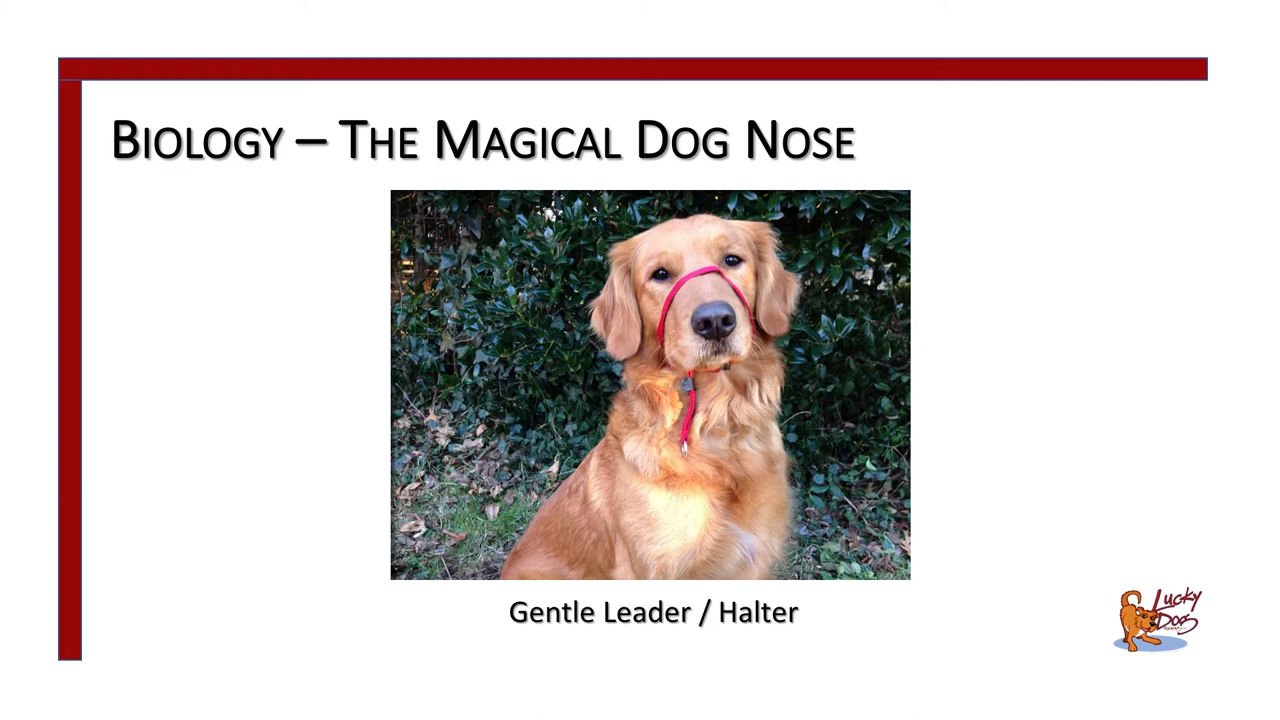 Biology – The Magical Dog Nose
Gentle Leader / Halter
Lucky
Dog